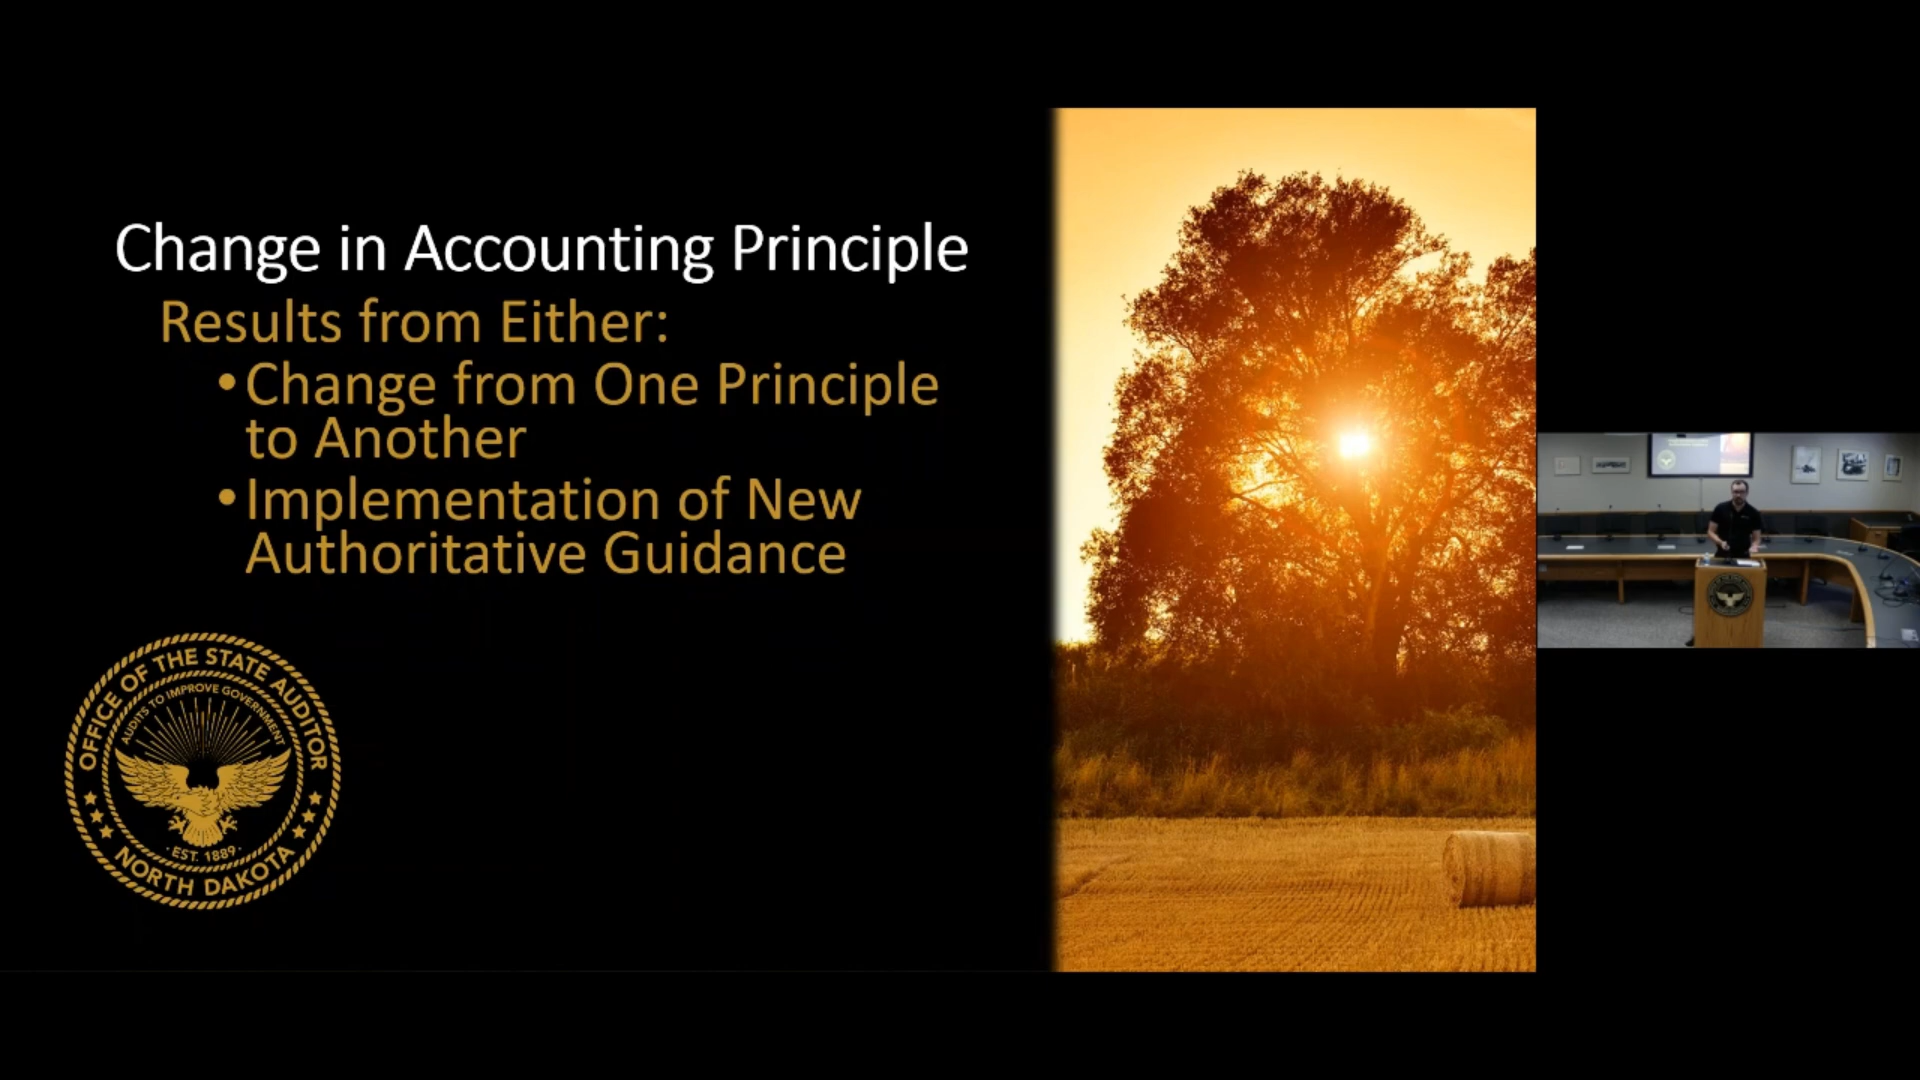 Change in Accounting Principle
Results from Either:
•Change from One Principle
to Another
•Implementation of New
Authoritative Guidance
OFFICE OF THE STATE AUDITOR
AUDITS TO IMPROVE GOVERNMENT
· EST. 1889 ·
NORTH DAKOTA